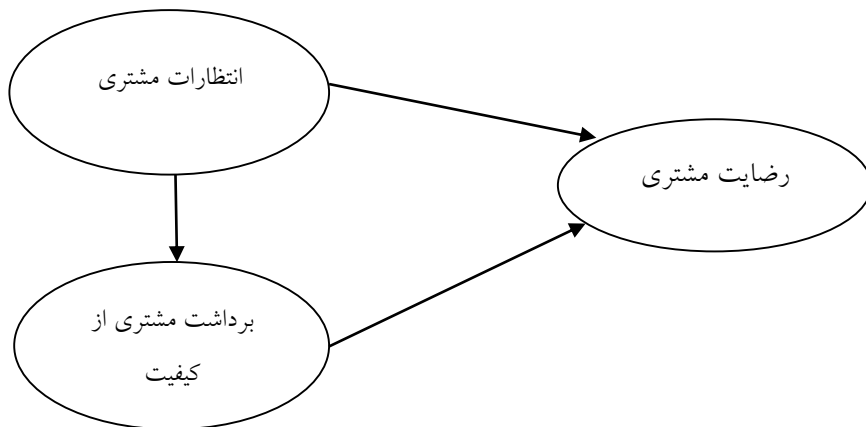 انتظارات مشتری
رضایت مشتری
برداشت مشتری از
کیفیت